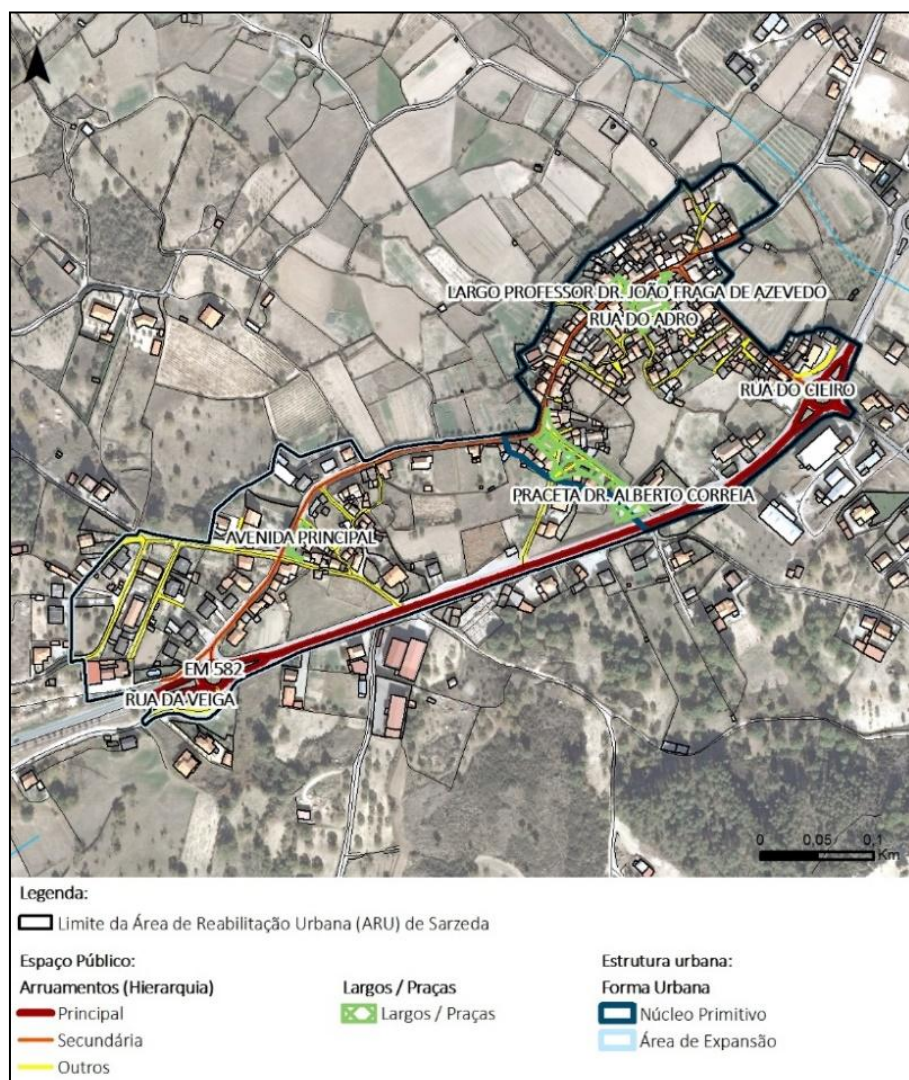 N
LARGO PROFESSOR DR. JOÃO FRAGA DE AZEVEDO
RUA DO ADRO
RUA DO CIEIRO
PRACETA DR. ALBERTO CORREIA
AVENIDA PRINCIPAL
EM 582
RUA DA VEIGA
0 0,05 0,1
Km
Legenda:
Limite da Área de Reabilitação Urbana (ARU) de Sarzeda
Espaço Público:
Arruamentos (Hierarquia)
Principal
Secundária
Outros
Largos / Praças
Largos / Praças
Estrutura urbana:
Forma Urbana
Núcleo Primitivo
Área de Expansão